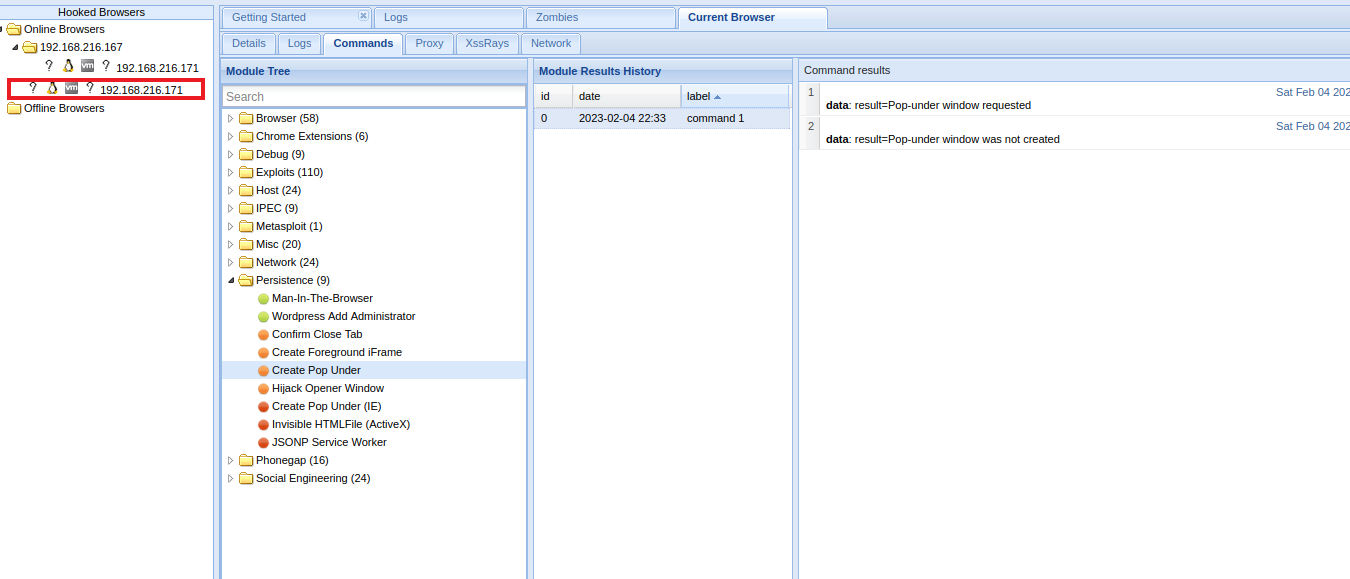 Hooked Browsers
Online Browsers
192.168.216.167
? vm ? 192.168.216.171
? vm ? 192.168.216.171
Offline Browsers
Getting Started
Logs
Zombies
Current Browser
Details
Logs
Commands
Proxy
XssRays
Network
Module Tree
Search
Browser (58)
Chrome Extensions (6)
Debug (9)
Exploits (110)
Host (24)
IPEC (9)
Metasploit (1)
Misc (20)
Network (24)
Persistence (9)
Man-In-The-Browser
Wordpress Add Administrator
Confirm Close Tab
Create Foreground iFrame
Create Pop Under
Hijack Opener Window
Create Pop Under (IE)
Invisible HTMLFile (ActiveX)
JSONP Service Worker
Phonegap (16)
Social Engineering (24)
Module Results History
id date label
0 2023-02-04 22:33 command 1
Command results
1 Sat Feb 04 202
data: result=Pop-under window requested
2 Sat Feb 04 202
data: result=Pop-under window was not created